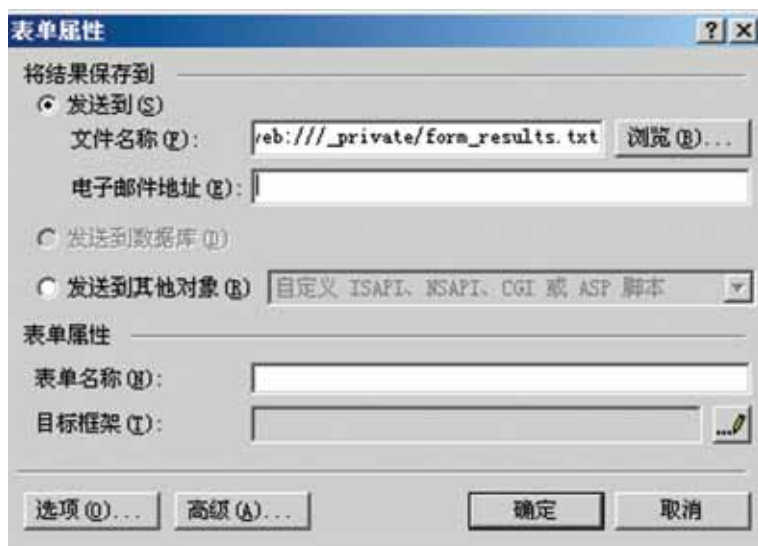 表单属性
将结果保存到
发送到(S)
文件名称(F): web:///_private/form_results.txt 浏览(B)...
电子邮件地址(E):
发送到数据库(D)
发送到其他对象(R) 自定义 ISAPI、NSAPI、CGI 或 ASP 脚本
表单属性
表单名称(N):
目标框架(T):
选项(O)... 高级(A)... 确定 取消